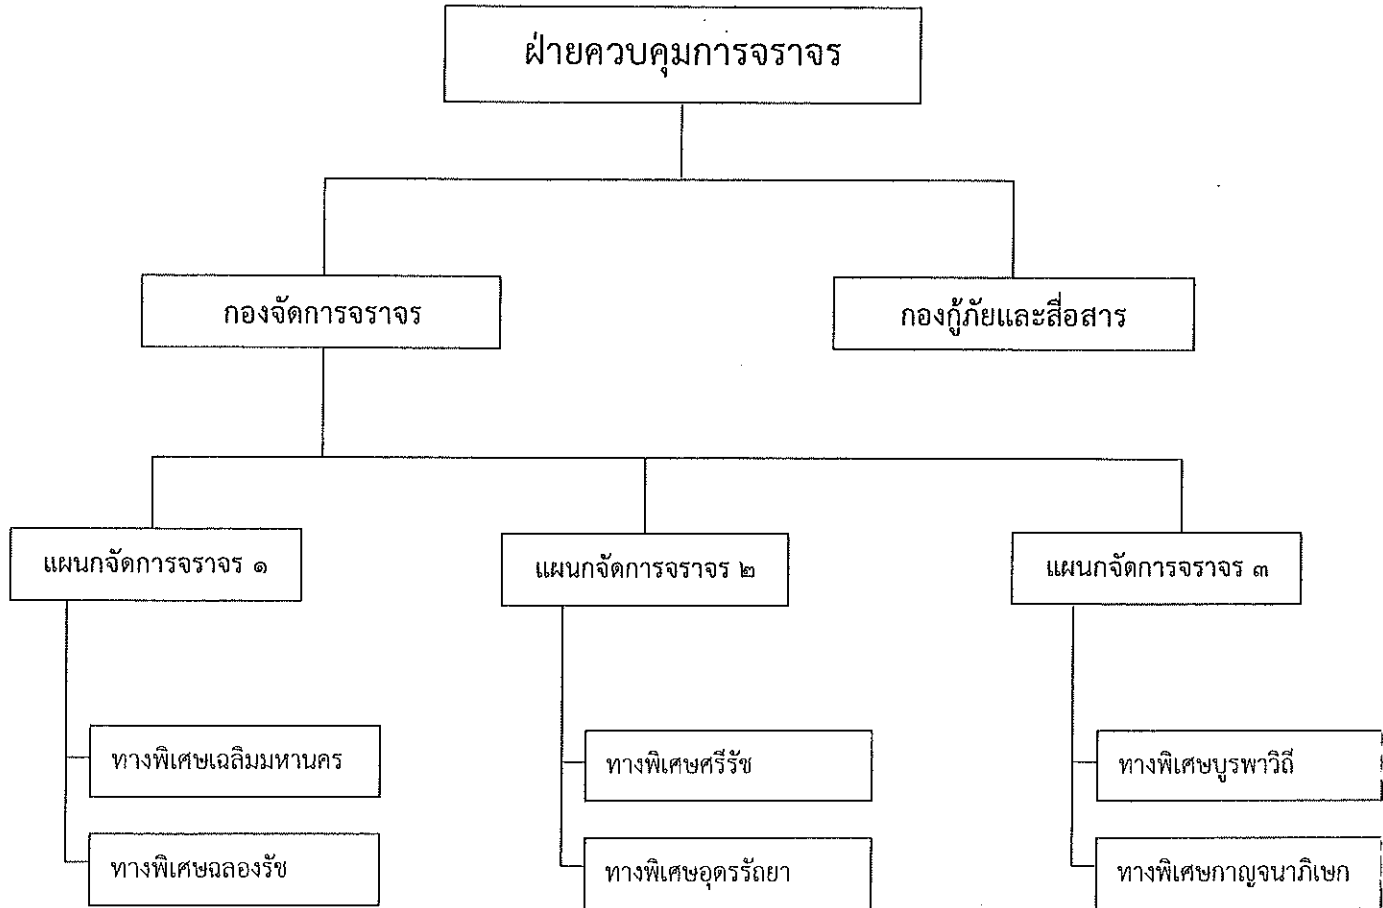 ฝ่ายควบคุมการจราจร
กองจัดการจราจร
กองกู้ภัยและสื่อสาร
แผนกจัดการจราจร ๑
แผนกจัดการจราจร ๒
แผนกจัดการจราจร ๓
ทางพิเศษเฉลิมมหานคร
ทางพิเศษศรีรัช
ทางพิเศษบูรพาวิถี
ทางพิเศษฉลองรัช
ทางพิเศษอุดรรัถยา
ทางพิเศษกาญจนาภิเษก